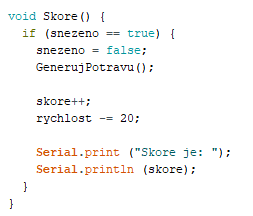 void Skore() {
if (snezeno == true) {
snezeno = false;
GenerujPotravu();
skore++;
rychlost -= 20;
Serial.print ("Skore je: ");
Serial.println (skore);
}
}